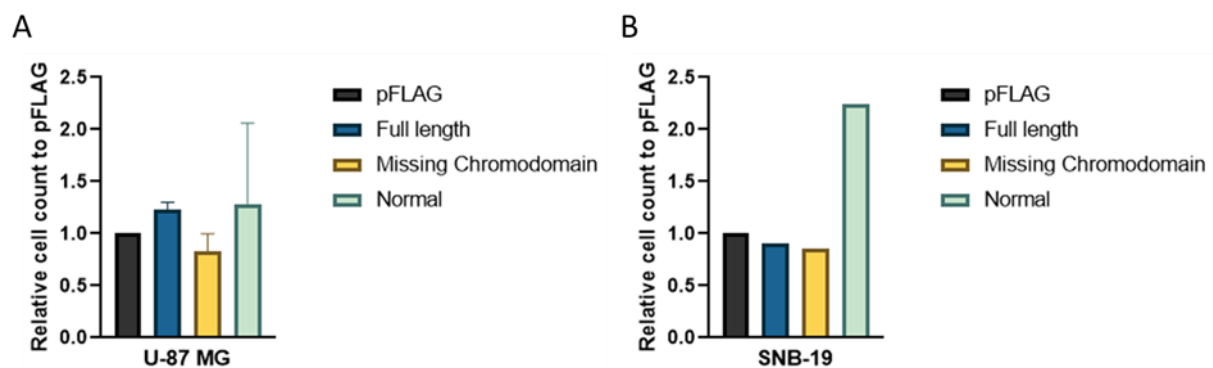 A
Relative cell count to pFLAG
2.5
2.0
1.5
1.0
0.5
0.0
U-87 MG
pFLAG
Full length
Missing Chromodomain
Normal
B
Relative cell count to pFLAG
2.5
2.0
1.5
1.0
0.5
0.0
SNB-19
pFLAG
Full length
Missing Chromodomain
Normal